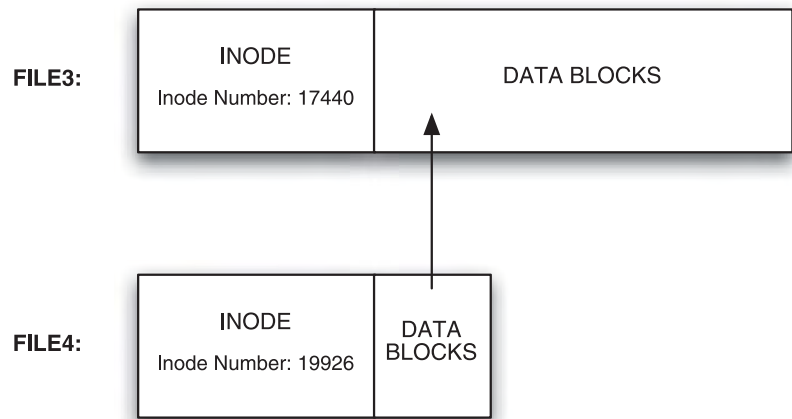 FILE3:
INODE
Inode Number: 17440
DATA BLOCKS
FILE4:
INODE
Inode Number: 19926
DATA
BLOCKS